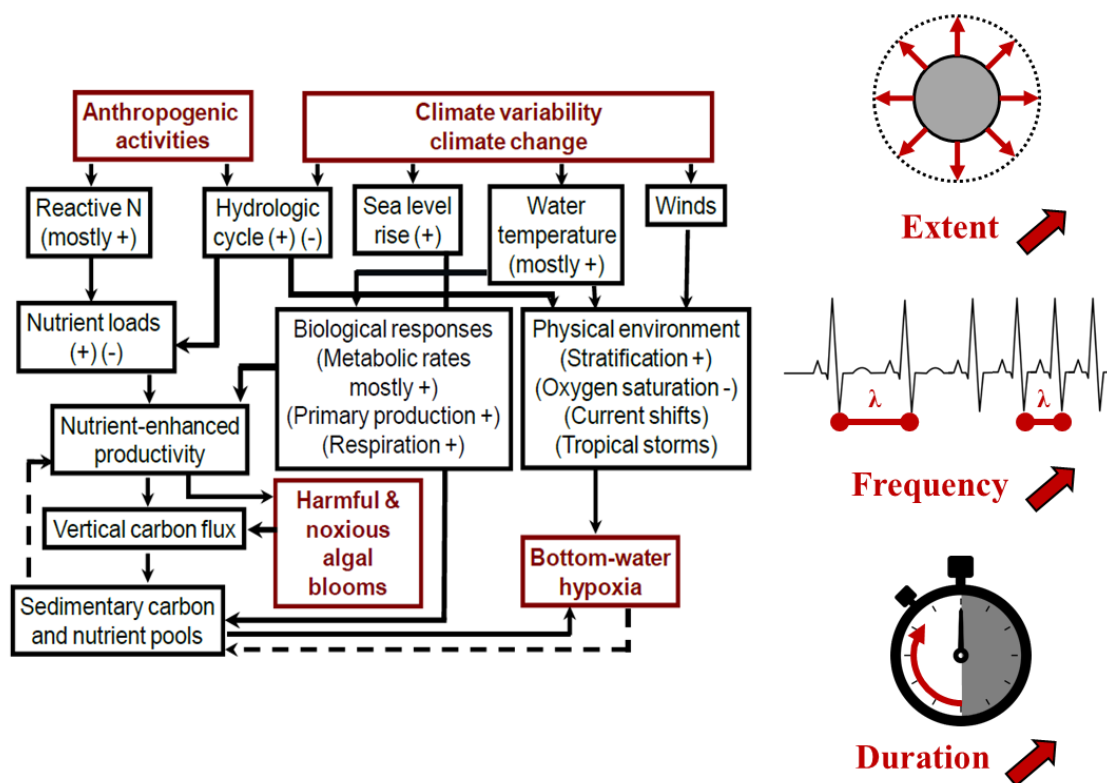 Anthropogenic
activities
Climate variability
climate change
Reactive N
(mostly +)
Hydrologic
cycle (+) (-)
Sea level
rise (+)
Water
temperature
(mostly +)
Winds
Nutrient loads
(+) (-)
Biological responses
(Metabolic rates
mostly +)
(Primary production +)
(Respiration +)
Physical environment
(Stratification +)
(Oxygen saturation -)
(Current shifts)
(Tropical storms)
Nutrient-enhanced
productivity
Vertical carbon flux
Harmful &
noxious
algal
blooms
Bottom-water
hypoxia
Sedimentary carbon
and nutrient pools
Extent
λ
λ
Frequency
Duration